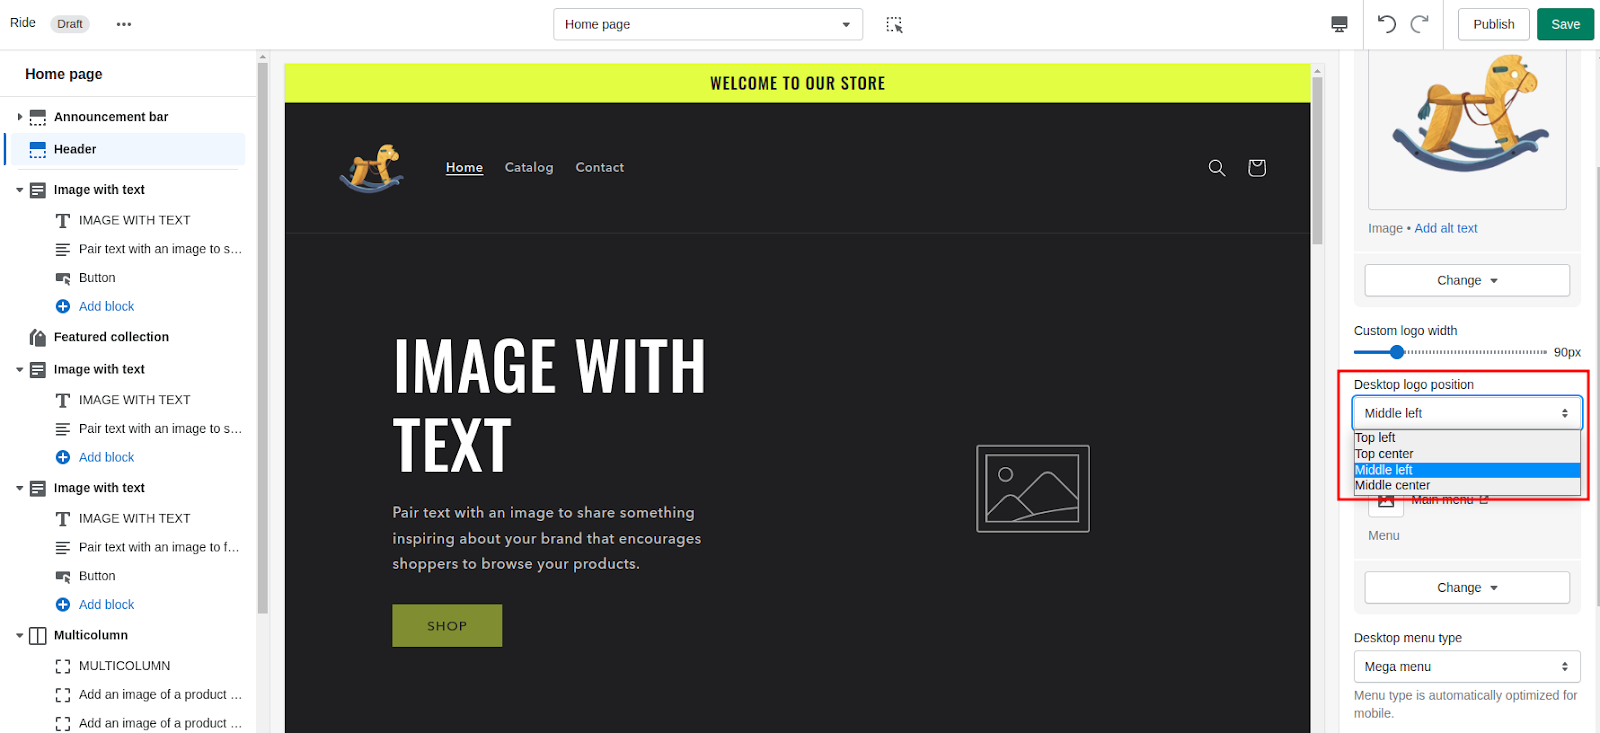 Ride
Draft
Home page
Publish
Save
Home page
Announcement bar
Header
Image with text
IMAGE WITH TEXT
Pair text with an image to s...
Button
Add block
Featured collection
Image with text
IMAGE WITH TEXT
Pair text with an image to s...
Add block
Image with text
IMAGE WITH TEXT
Pair text with an image to f...
Button
Add block
Multicolumn
MULTICOLUMN
Add an image of a product ...
Add an image of a product ...
WELCOME TO OUR STORE
Home Catalog Contact
IMAGE WITH
TEXT
Pair text with an image to share something
inspiring about your brand that encourages
shoppers to browse your products.
SHOP
Image • Add alt text
Change
Custom logo width
90px
Desktop logo position
Middle left
Top left
Top center
Middle left
Middle center
Main menu
Menu
Change
Desktop menu type
Mega menu
Menu type is automatically optimized for
mobile.